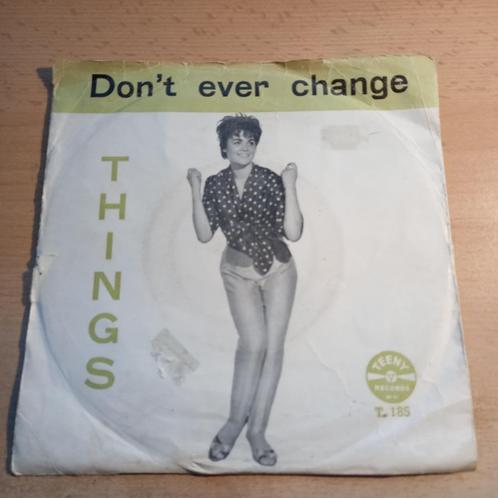 Don't ever change
THINGS
TEENY
RECORDS
T. 185